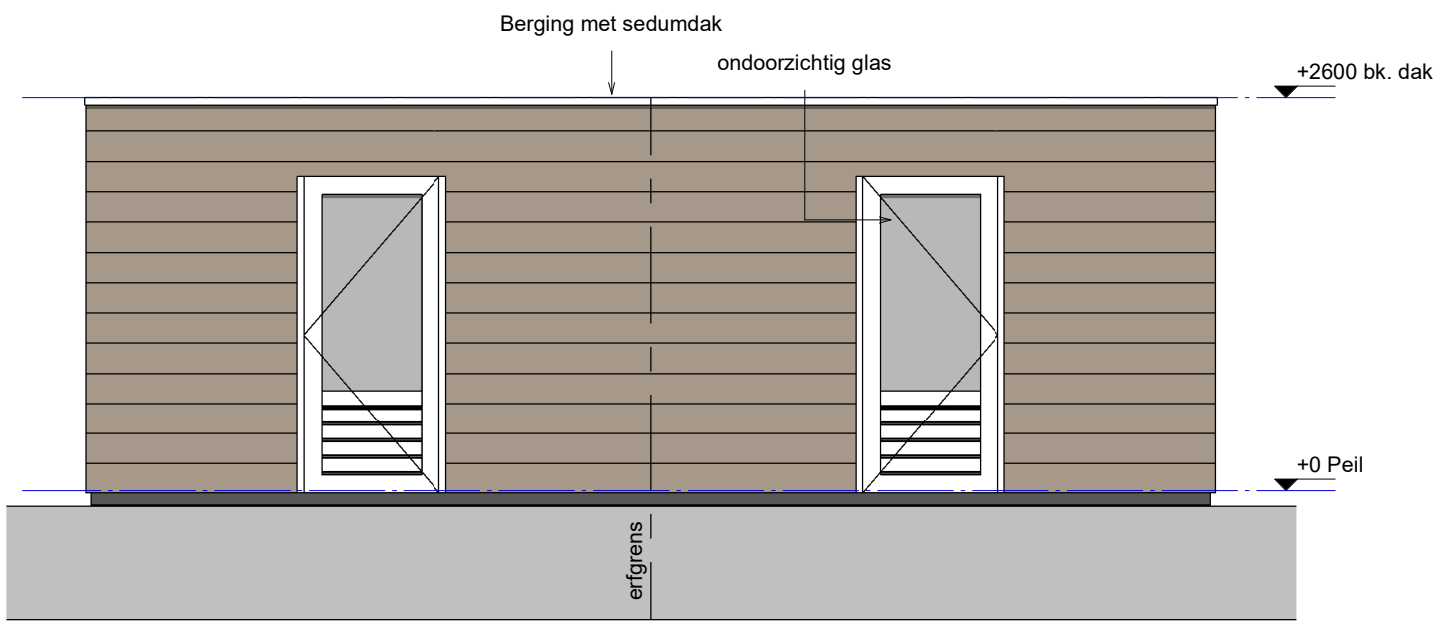 Berging met sedumdak
ondoorzichtig glas
+2600 bk. dak
+0 Peil
erfgrens